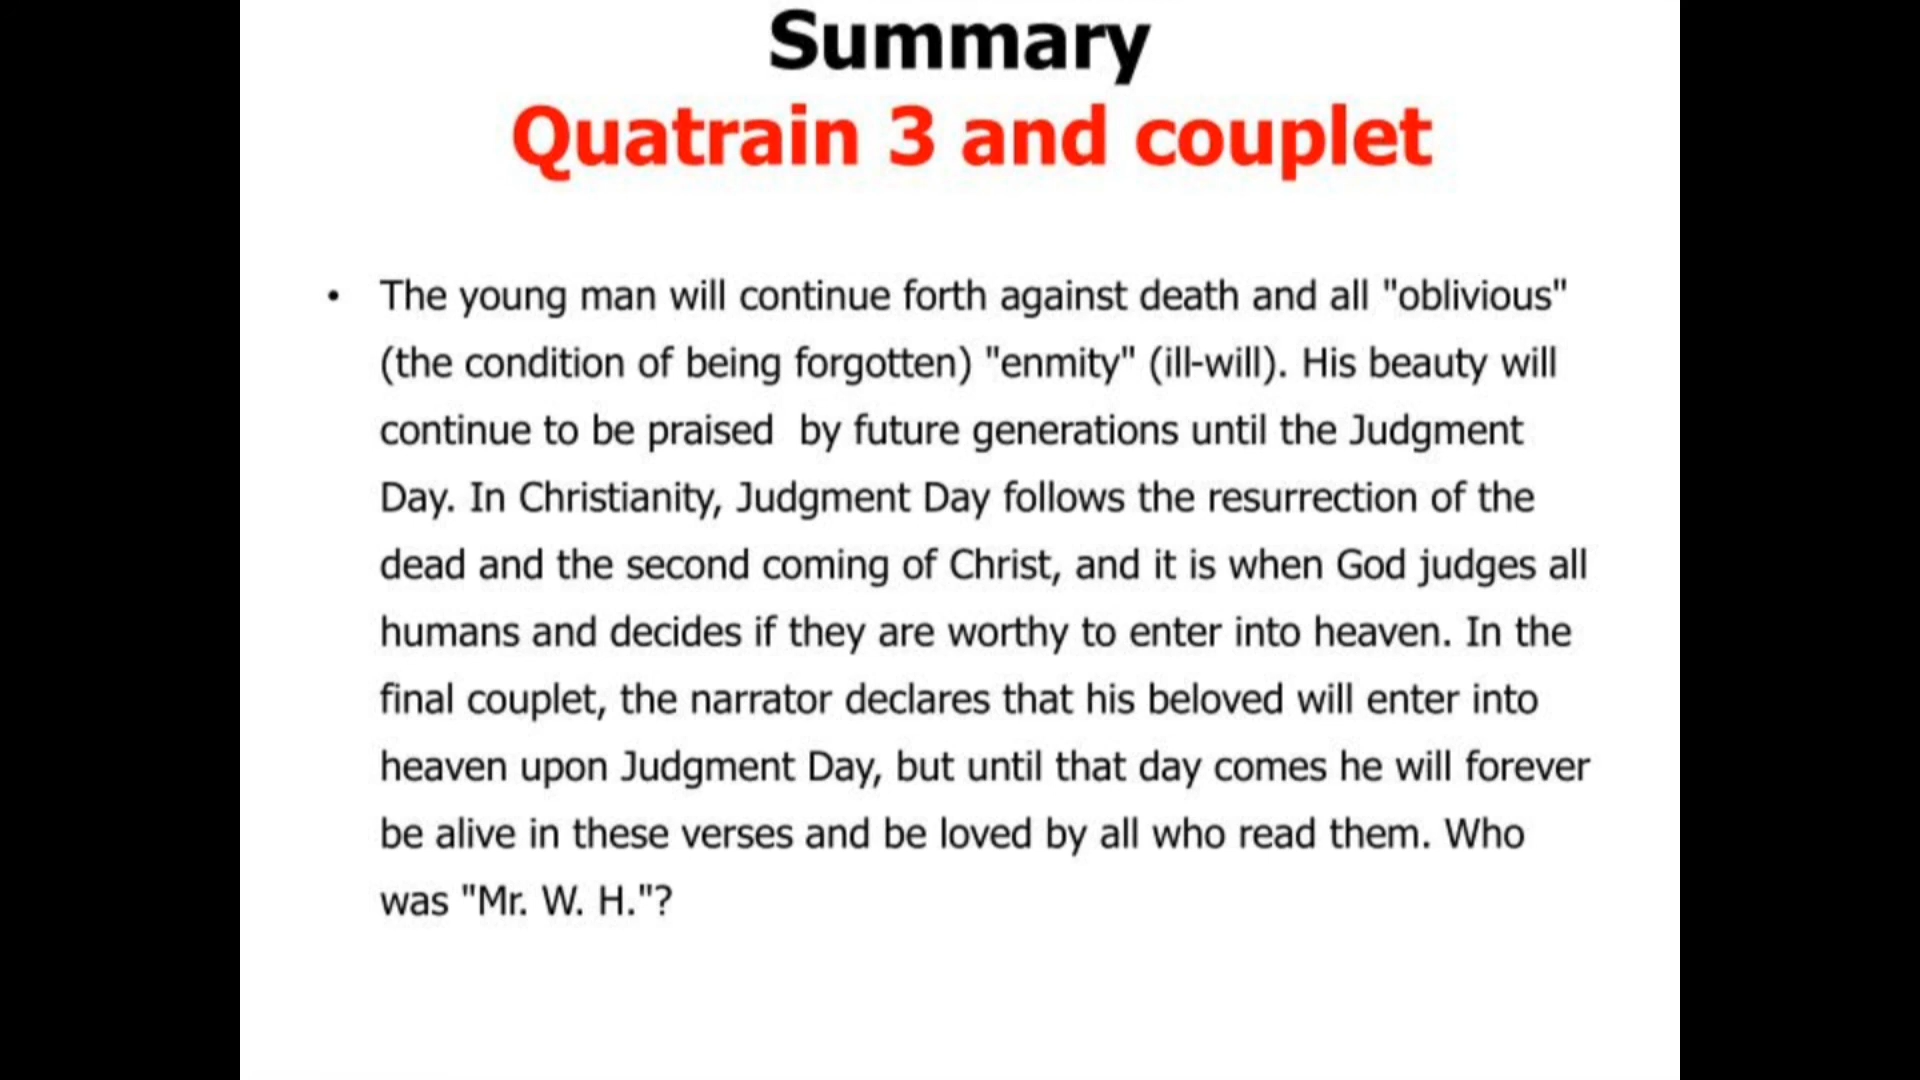 Summary
Quatrain 3 and couplet
• The young man will continue forth against death and all "oblivious"
(the condition of being forgotten) "enmity" (ill-will). His beauty will
continue to be praised  by future generations until the Judgment
Day. In Christianity, Judgment Day follows the resurrection of the
dead and the second coming of Christ, and it is when God judges all
humans and decides if they are worthy to enter into heaven. In the
final couplet, the narrator declares that his beloved will enter into
heaven upon Judgment Day, but until that day comes he will forever
be alive in these verses and be loved by all who read them. Who
was "Mr. W. H."?